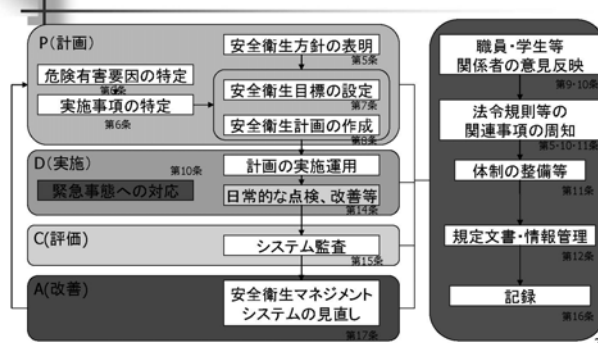 P(計画)
安全衛生方針の表明
第5条
危険有害要因の特定
第6条
実施事項の特定
第6条
安全衛生目標の設定
第7条
安全衛生計画の作成
第8条
D(実施)
第10条
計画の実施運用
緊急事態への対応
日常的な点検、改善等
第14条
C(評価)
システム監査
第15条
A(改善)
安全衛生マネジメント
システムの見直し
第17条
職員・学生等
関係者の意見反映
第9・10条
法令規則等の
関連事項の周知
第5・10・11条
体制の整備等
第11条
規定文書・情報管理
第12条
記録
第16条